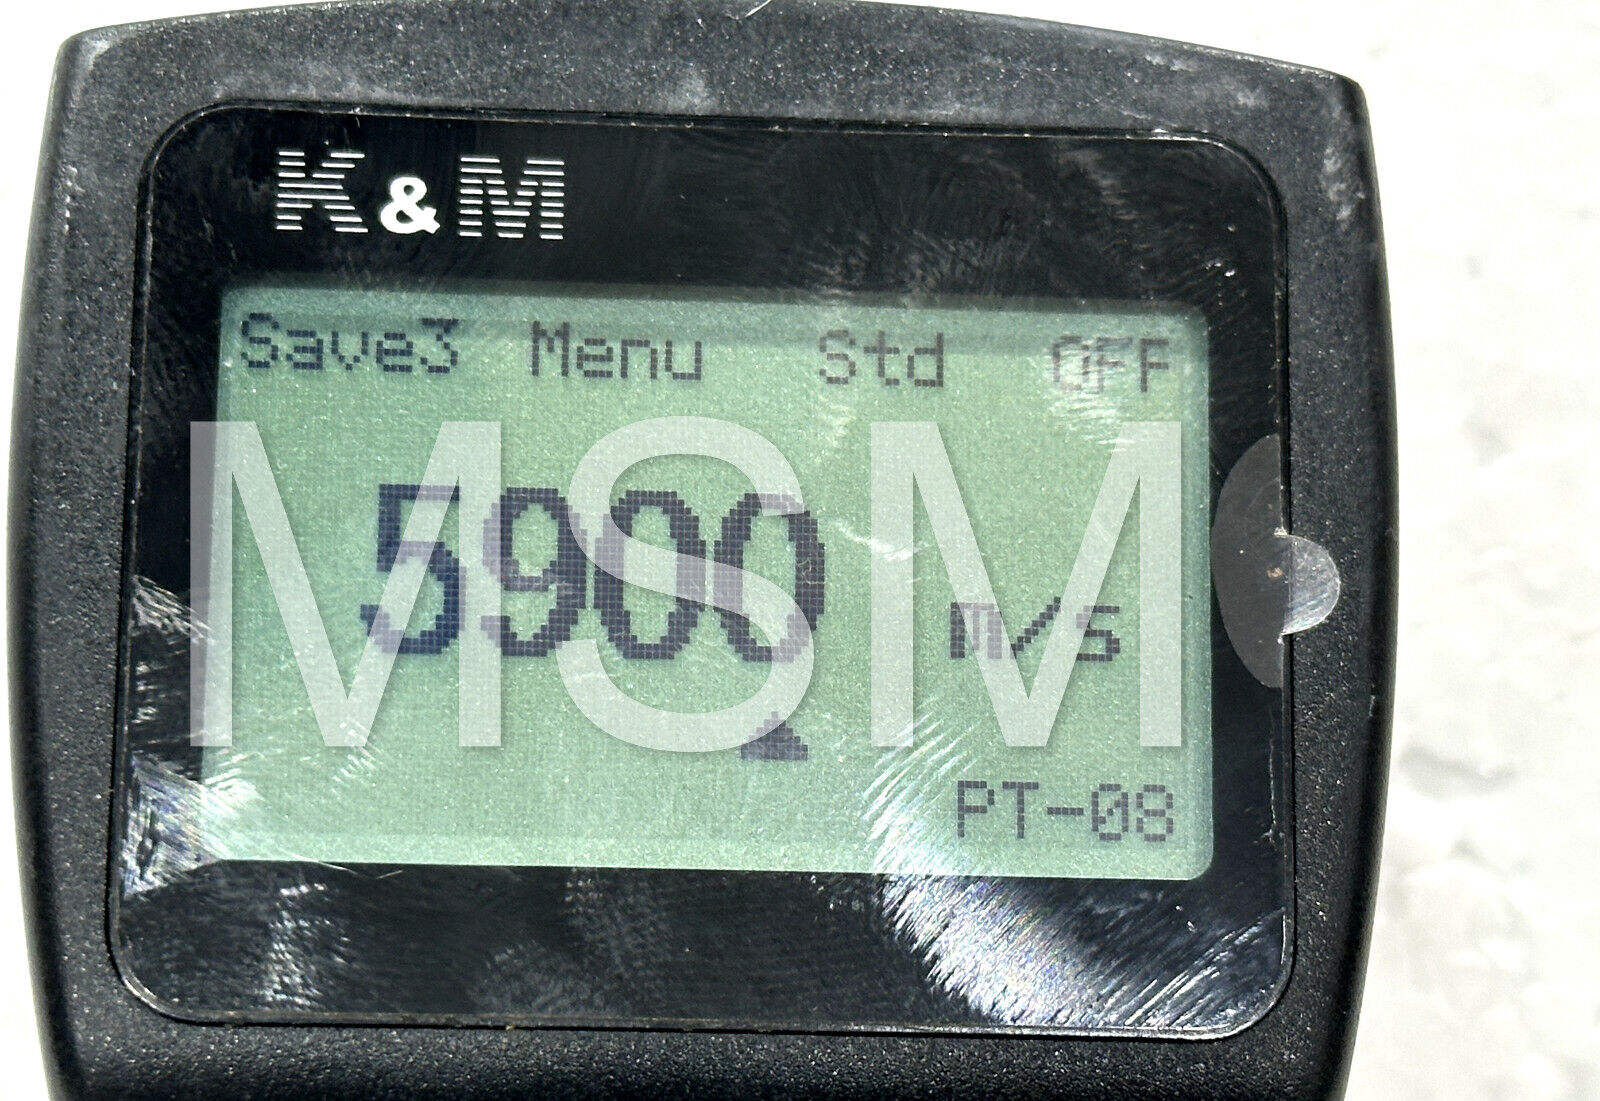 K&M
Save3 Menu Std OFF
MSM
5900 m/s
PT-08